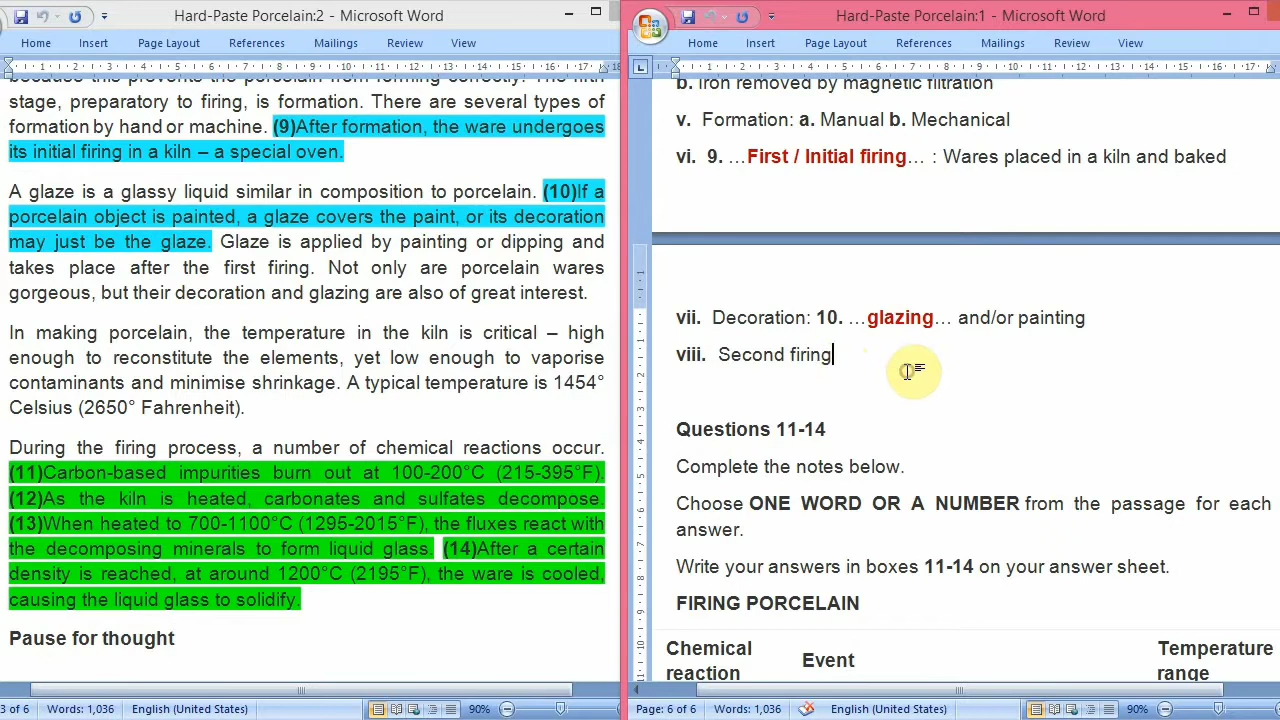 Hard-Paste Porcelain:2 - Microsoft Word
Home Insert Page Layout References Mailings Review View
because this prevents the porcelain from forming correctly. The fifth
stage, preparatory to firing, is formation. There are several types of
formation by hand or machine. (9)After formation, the ware undergoes
its initial firing in a kiln – a special oven.
A glaze is a glassy liquid similar in composition to porcelain. (10)If a
porcelain object is painted, a glaze covers the paint, or its decoration
may just be the glaze. Glaze is applied by painting or dipping and
takes place after the first firing. Not only are porcelain wares
gorgeous, but their decoration and glazing are also of great interest.
In making porcelain, the temperature in the kiln is critical – high
enough to reconstitute the elements, yet low enough to vaporise
contaminants and minimise shrinkage. A typical temperature is 1454°
Celsius (2650° Fahrenheit).
During the firing process, a number of chemical reactions occur.
(11)Carbon-based impurities burn out at 100-200°C (215-395°F).
(12)As the kiln is heated, carbonates and sulfates decompose.
(13)When heated to 700-1100°C (1295-2015°F), the fluxes react with
the decomposing minerals to form liquid glass. (14)After a certain
density is reached, at around 1200°C (2195°F), the ware is cooled,
causing the liquid glass to solidify.
Pause for thought
3 of 6 Words: 1,036 English (United States) 90%
Hard-Paste Porcelain:1 - Microsoft Word
Home Insert Page Layout References Mailings Review View
b. Iron removed by magnetic filtration
v. Formation: a. Manual b. Mechanical
vi. 9. …First / Initial firing… : Wares placed in a kiln and baked
vii. Decoration: 10. …glazing… and/or painting
viii. Second firing
Questions 11-14
Complete the notes below.
Choose ONE WORD OR A NUMBER from the passage for each
answer.
Write your answers in boxes 11-14 on your answer sheet.
FIRING PORCELAIN
Chemical reaction Event Temperature range
Page: 6 of 6 Words: 1,036 English (United States) 90%